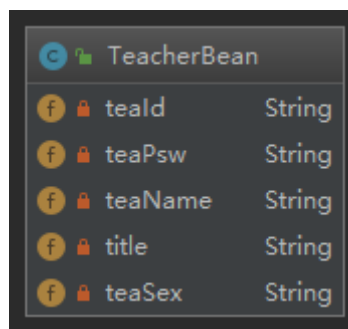 C TeacherBean
f teaId String
f teaPsw String
f teaName String
f title String
f teaSex String